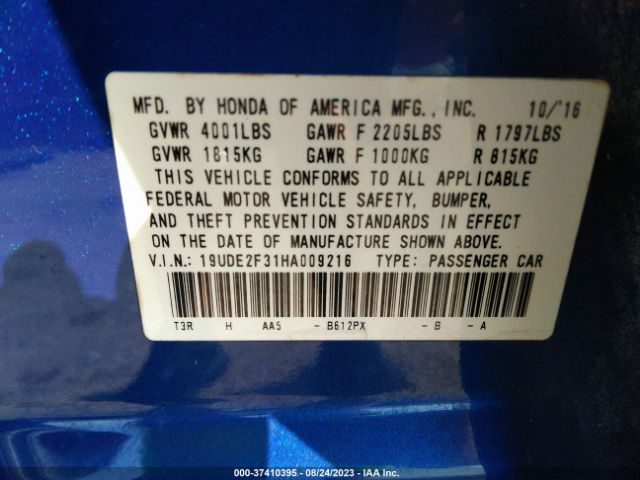 MFD. BY HONDA OF AMERICA MFG., INC. 10/'16
GVWR 4001LBS GAWR F 2205LBS R 1797LBS
GVWR 1815KG GAWR F 1000KG R 815KG
THIS VEHICLE CONFORMS TO ALL APPLICABLE
FEDERAL MOTOR VEHICLE SAFETY, BUMPER,
AND THEFT PREVENTION STANDARDS IN EFFECT
ON THE DATE OF MANUFACTURE SHOWN ABOVE.
V.I.N.: 19UDE2F31HA009216 TYPE: PASSENGER CAR
T3R H AA5 - B612PX - B - A
000-37410395 - 08/24/2023 - IAA Inc.